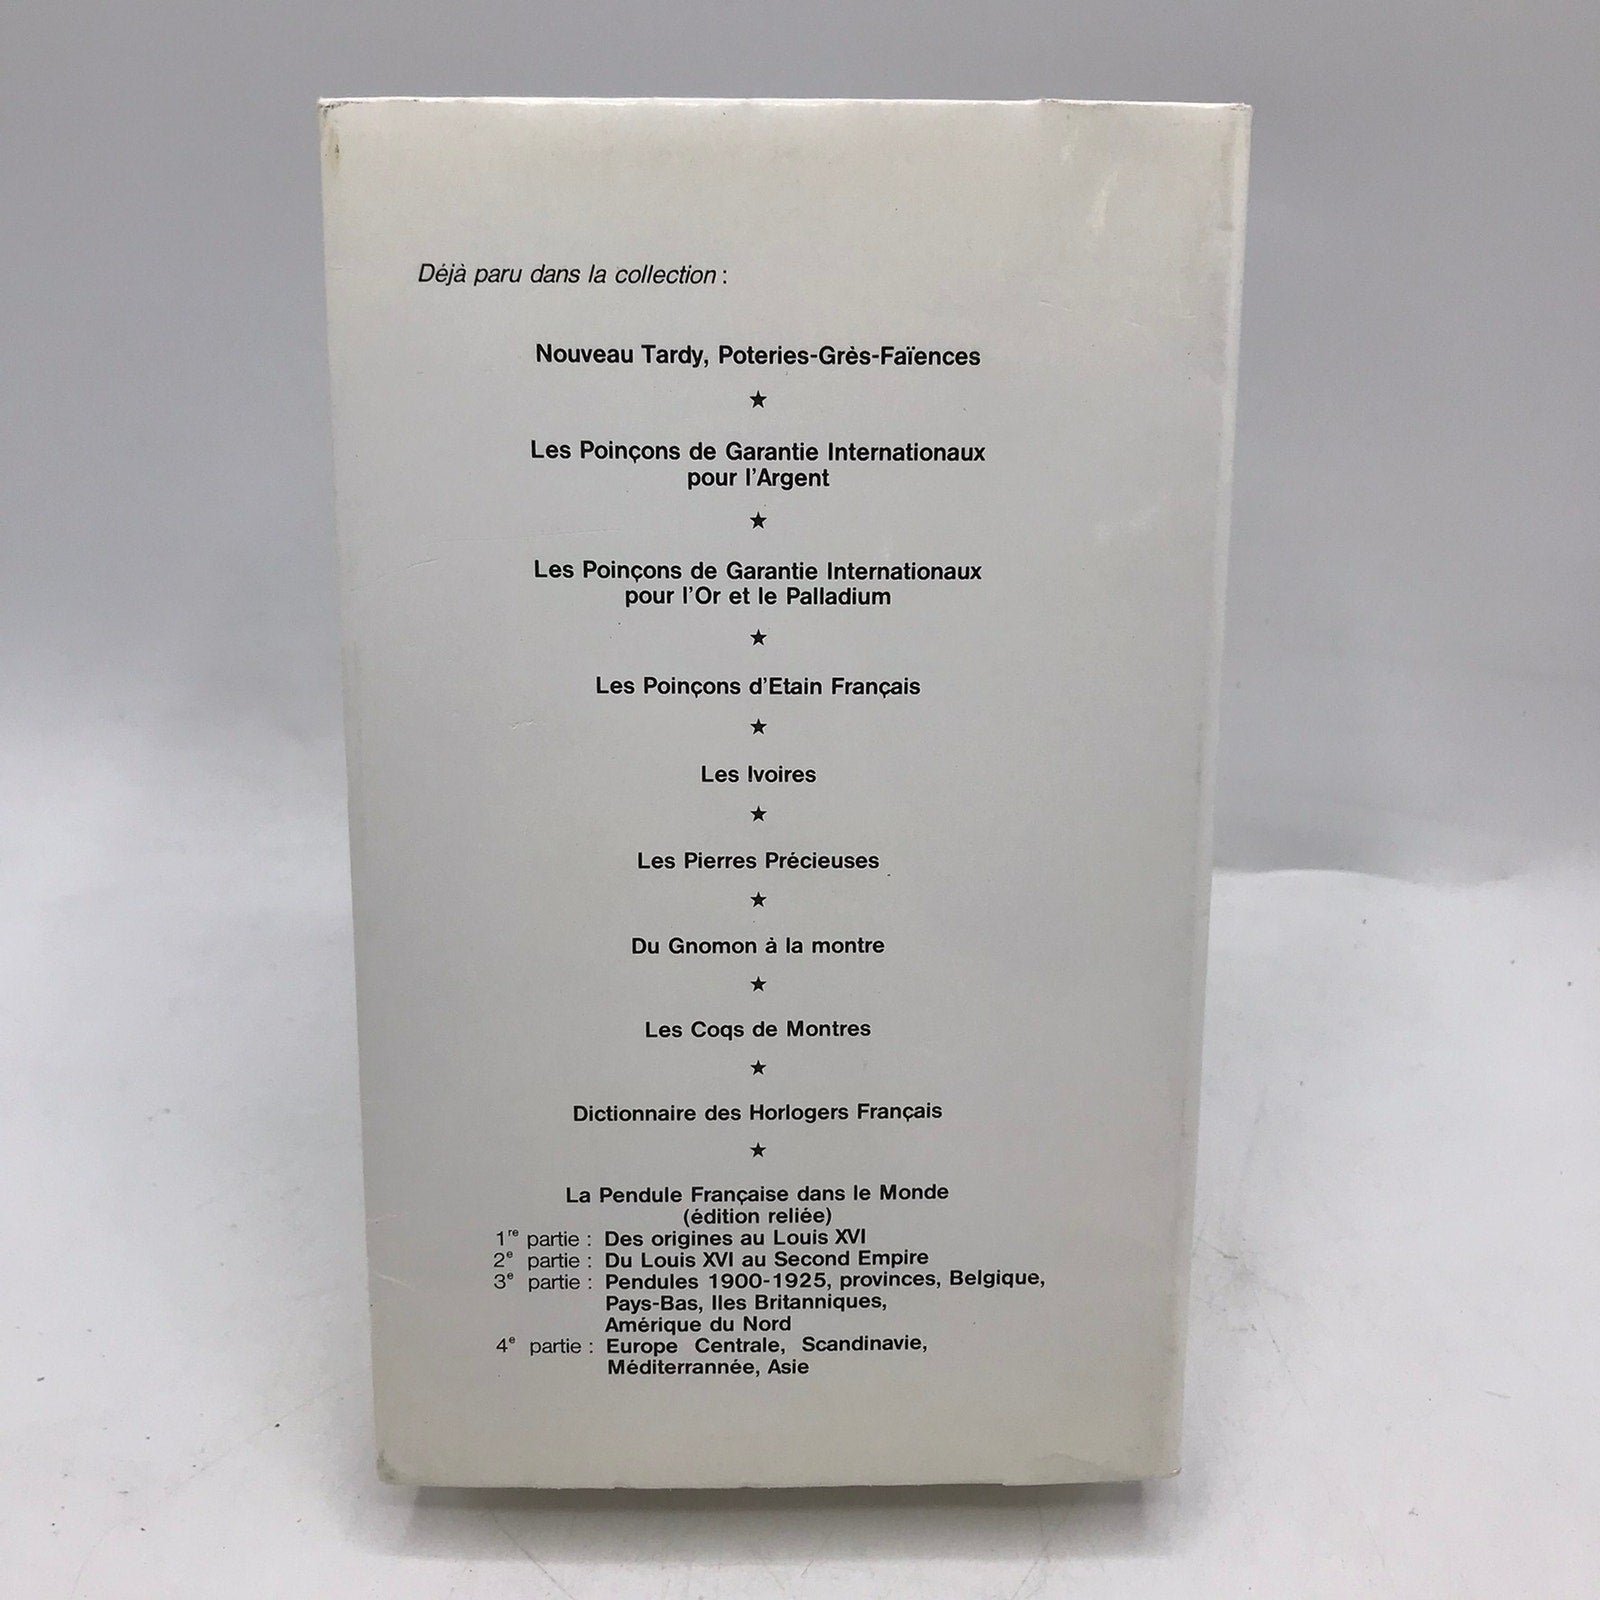 Déjà paru dans la collection :
Nouveau Tardy, Poteries-Grès-Faïences
★
Les Poinçons de Garantie Internationaux
pour l'Argent
★
Les Poinçons de Garantie Internationaux
pour l'Or et le Palladium
★
Les Poinçons d'Etain Français
★
Les Ivoires
★
Les Pierres Précieuses
★
Du Gnomon à la montre
★
Les Coqs de Montres
★
Dictionnaire des Horlogers Français
★
La Pendule Française dans le Monde
(édition reliée)
1re partie : Des origines au Louis XVI
2e partie : Du Louis XVI au Second Empire
3e partie : Pendules 1900-1925, provinces, Belgique,
Pays-Bas, Iles Britanniques,
Amérique du Nord
4e partie : Europe Centrale, Scandinavie,
Méditerrannée, Asie